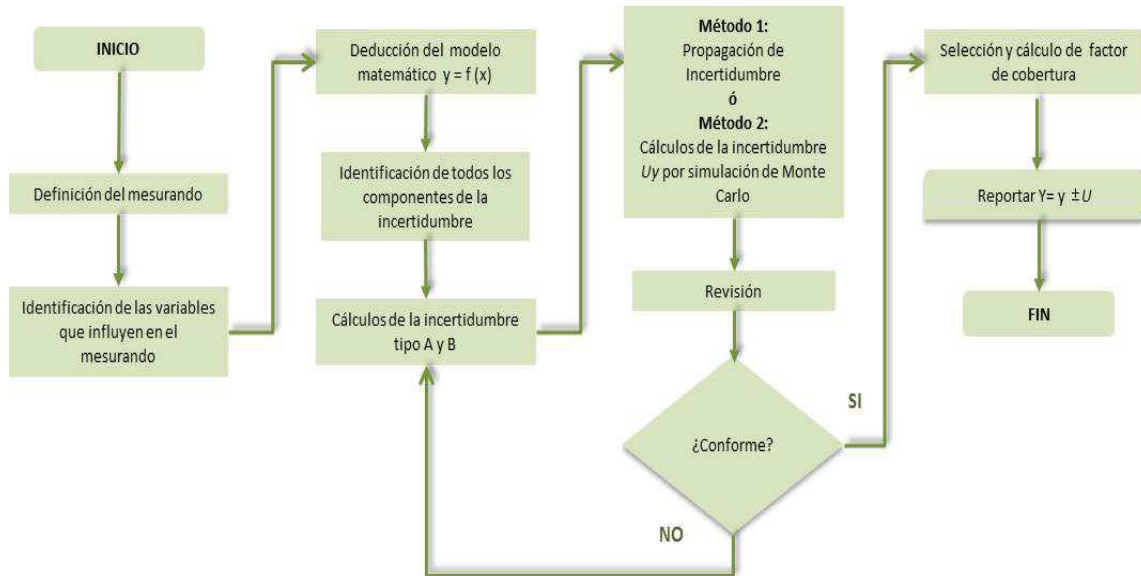 INICIO
Definición del mesurando
Identificación de las variables
que influyen en el
mesurando
Deducción del modelo
matemático y = f (x)
Identificación de todos los
componentes de la
incertidumbre
Cálculos de la incertidumbre
tipo A y B
Método 1:
Propagación de
Incertidumbre
ó
Método 2:
Cálculos de la incertidumbre
Uy por simulación de Monte
Carlo
Revisión
¿Conforme?
SI
NO
Selección y cálculo de factor
de cobertura
Reportar Y= y ±U
FIN